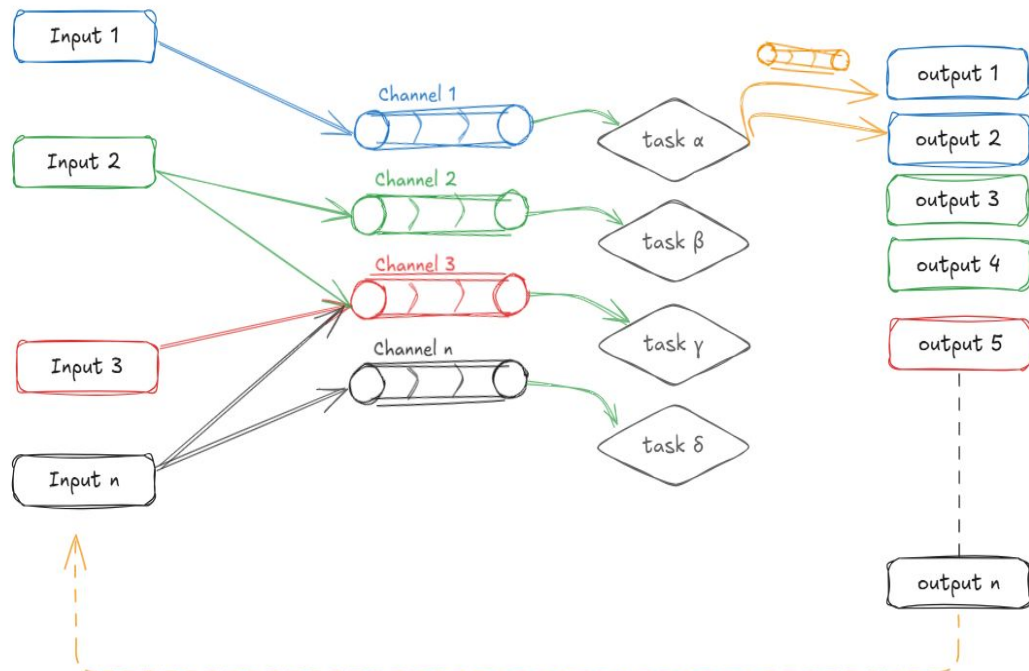 Input 1
Channel 1
task α
output 1
output 2
Input 2
Channel 2
task β
output 3
output 4
Channel 3
Input 3
task γ
output 5
Channel n
Input n
task δ
output n